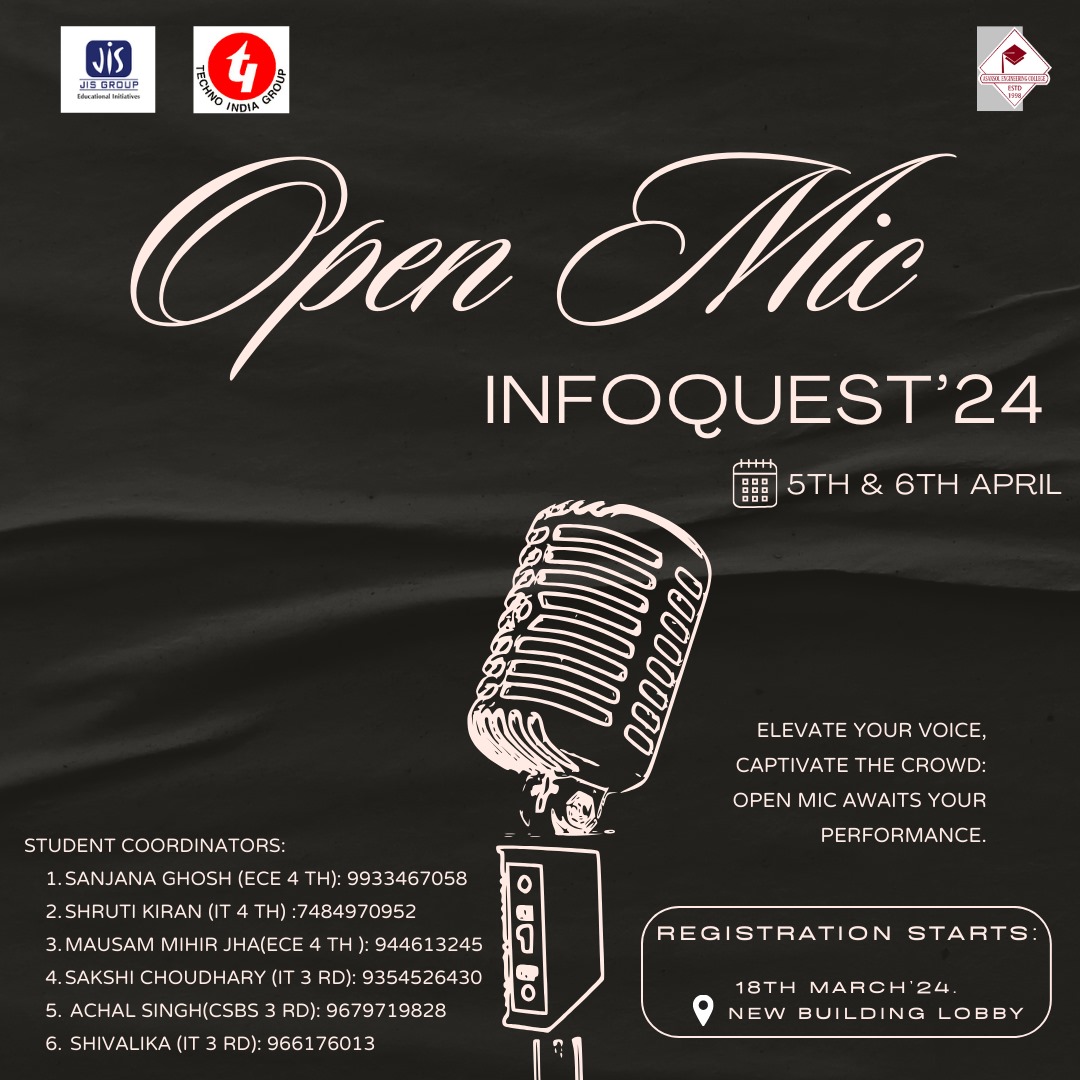 JiS
JIS GROUP
Educational Initiatives
TECHNO INDIA GROUP
ASANSOL ENGINEERING COLLEGE
ESTD
1998
Open Mic
INFOQUEST’24
5TH & 6TH APRIL
ELEVATE YOUR VOICE,
CAPTIVATE THE CROWD:
OPEN MIC AWAITS YOUR
PERFORMANCE.
STUDENT COORDINATORS:
1. SANJANA GHOSH (ECE 4 TH): 9933467058
2. SHRUTI KIRAN (IT 4 TH) :7484970952
3. MAUSAM MIHIR JHA(ECE 4 TH ): 944613245
4. SAKSHI CHOUDHARY (IT 3 RD): 9354526430
5. ACHAL SINGH(CSBS 3 RD): 9679719828
6. SHIVALIKA (IT 3 RD): 966176013
REGISTRATION STARTS:
18TH MARCH'24.
NEW BUILDING LOBBY